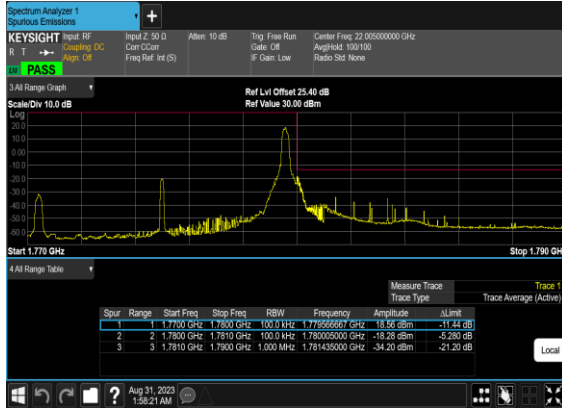 Spectrum Analyzer 1
Spurious Emissions
+
KEYSIGHT Input: RF Input Z: 50 Ω Atten: 10 dB Trig: Free Run Center Freq: 22.005000000 GHz
R T Coupling: DC Corr CCorr Gate: Off Avg|Hold: 100/100
Align: Off Freq Ref: Int (S) IF Gain: Low Radio Std: None
PASS
3 All Range Graph
Ref Lvl Offset 25.40 dB
Scale/Div 10.0 dB Ref Value 30.00 dBm
Log
20.0
10.0
0.00
-10.0
-20.0
-30.0
-40.0
-50.0
-60.0
Start 1.770 GHz Stop 1.790 GH
4 All Range Table
Measure Trace Trace 1
Trace Type Trace Average (Active)
Spur Range Start Freq Stop Freq RBW Frequency Amplitude ΔLimit
1 1 1.7700 GHz 1.7800 GHz 100.0 kHz 1.779566667 GHz 18.56 dBm -11.44 dB
2 2 1.7800 GHz 1.7810 GHz 100.0 kHz 1.780005000 GHz -18.28 dBm -5.280 dB
3 3 1.7810 GHz 1.7900 GHz 1.000 MHz 1.781435000 GHz -34.20 dBm -21.20 dB
Local
? Aug 31, 2023
1:58:21 AM